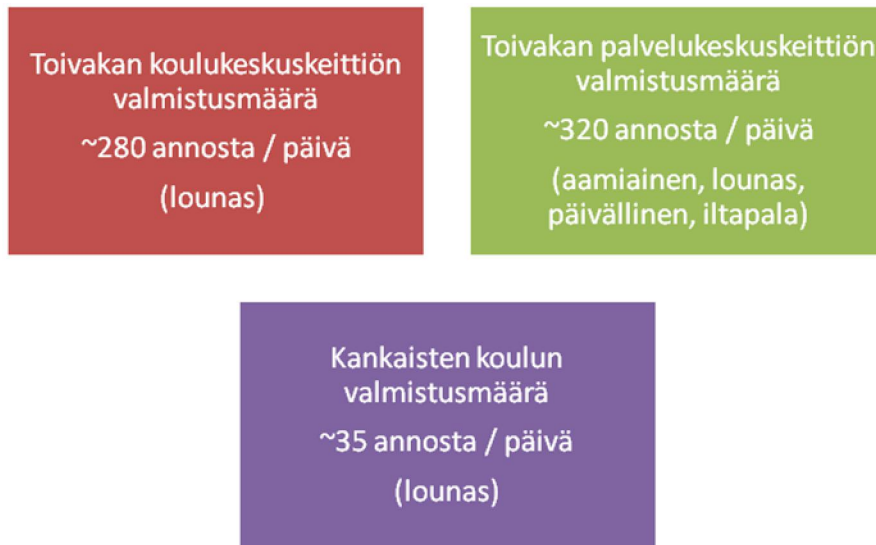 Toivakan koulukeskuskeittiön
valmistusmäärä
~280 annosta / päivä
(lounas)
Toivakan palvelukeskuskeittiön
valmistusmäärä
~320 annosta / päivä
(aamiainen, lounas,
päivällinen, iltapala)
Kankaisten koulun
valmistusmäärä
~35 annosta / päivä
(lounas)